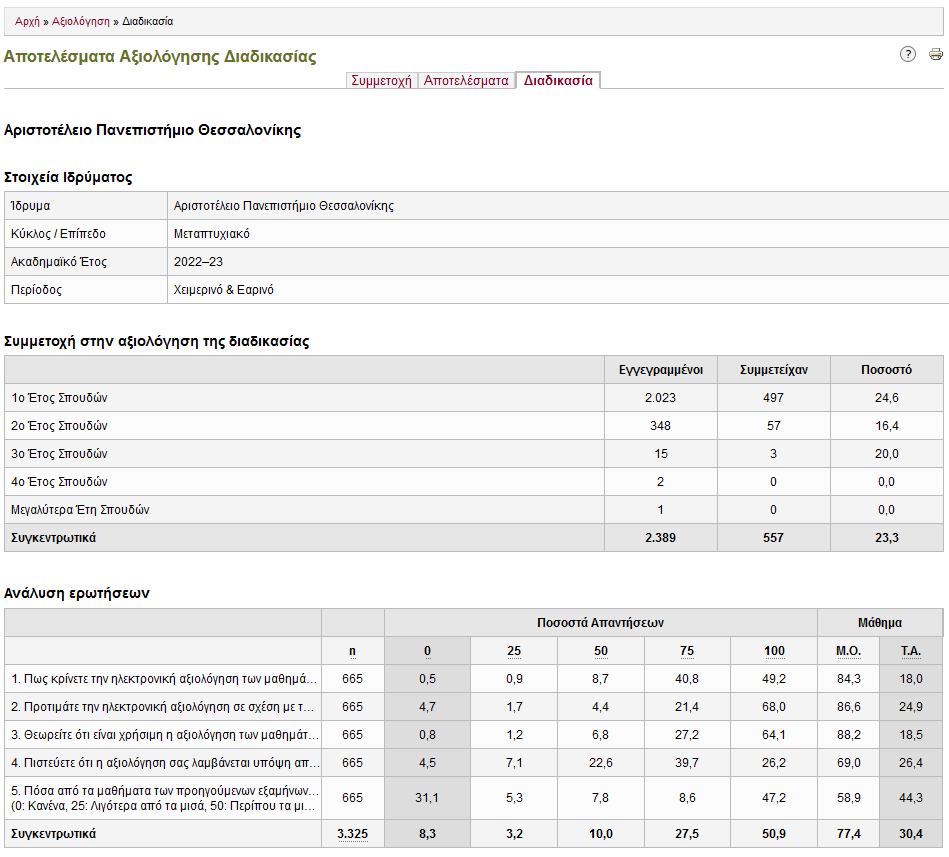 Αρχή » Αξιολόγηση » Διαδικασία
Αποτελέσματα Αξιολόγησης Διαδικασίας
?
Συμμετοχή Αποτελέσματα Διαδικασία
Αριστοτέλειο Πανεπιστήμιο Θεσσαλονίκης
Στοιχεία Ιδρύματος
Ίδρυμα Αριστοτέλειο Πανεπιστήμιο Θεσσαλονίκης
Κύκλος / Επίπεδο Μεταπτυχιακό
Ακαδημαϊκό Έτος 2022–23
Περίοδος Χειμερινό & Εαρινό
Συμμετοχή στην αξιολόγηση της διαδικασίας
Εγγεγραμμένοι Συμμετείχαν Ποσοστό
1ο Έτος Σπουδών 2.023 497 24,6
2ο Έτος Σπουδών 348 57 16,4
3ο Έτος Σπουδών 15 3 20,0
4ο Έτος Σπουδών 2 0 0,0
Μεγαλύτερα Έτη Σπουδών 1 0 0,0
Συγκεντρωτικά 2.389 557 23,3
Ανάλυση ερωτήσεων
Ποσοστά Απαντήσεων Μάθημα
n 0 25 50 75 100 Μ.Ο. Τ.Α.
1. Πως κρίνετε την ηλεκτρονική αξιολόγηση των μαθημά... 665 0,5 0,9 8,7 40,8 49,2 84,3 18,0
2. Προτιμάτε την ηλεκτρονική αξιολόγηση σε σχέση με τ... 665 4,7 1,7 4,4 21,4 68,0 86,6 24,9
3. Θεωρείτε ότι είναι χρήσιμη η αξιολόγηση των μαθημάτ... 665 0,8 1,2 6,8 27,2 64,1 88,2 18,5
4. Πιστεύετε ότι η αξιολόγηση σας λαμβάνεται υπόψη απ... 665 4,5 7,1 22,6 39,7 26,2 69,0 26,4
5. Πόσα από τα μαθήματα των προηγούμενων εξαμήνων...
(0: Κανένα, 25: Λιγότερα από τα μισά, 50: Περίπου τα μι... 665 31,1 5,3 7,8 8,6 47,2 58,9 44,3
Συγκεντρωτικά 3.325 8,3 3,2 10,0 27,5 50,9 77,4 30,4